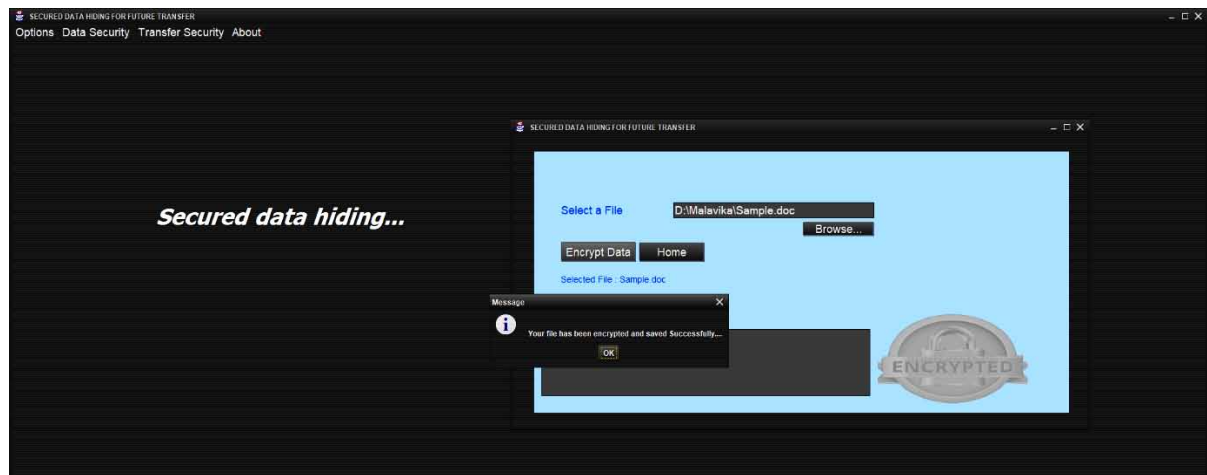 SECURED DATA HIDING FOR FUTURE TRANSFER
Options Data Security Transfer Security About
Secured data hiding...
SECURED DATA HIDING FOR FUTURE TRANSFER
Select a File D:\Malavika\Sample.doc
Browse...
Encrypt Data Home
Selected File : Sample.doc
Message
Your file has been encrypted and saved Successfully....
OK
ENCRYPTED